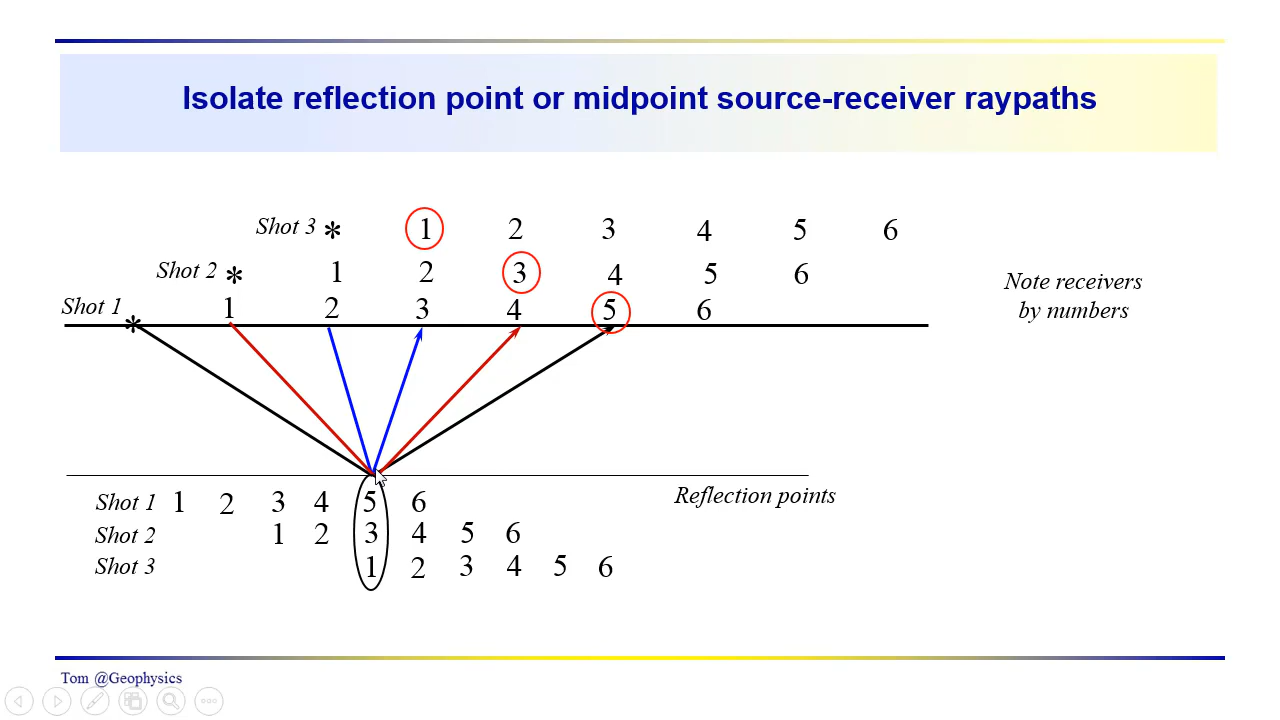 Isolate reflection point or midpoint source-receiver raypaths
Shot 3 * 1 2 3 4 5 6
Shot 2 * 1 2 3 4 5 6
Shot 1 * 1 2 3 4 5 6
Note receivers
by numbers
Reflection points
Shot 1 1 2 3 4 5 6
Shot 2 1 2 3 4 5 6
Shot 3 1 2 3 4 5 6
Tom @Geophysics